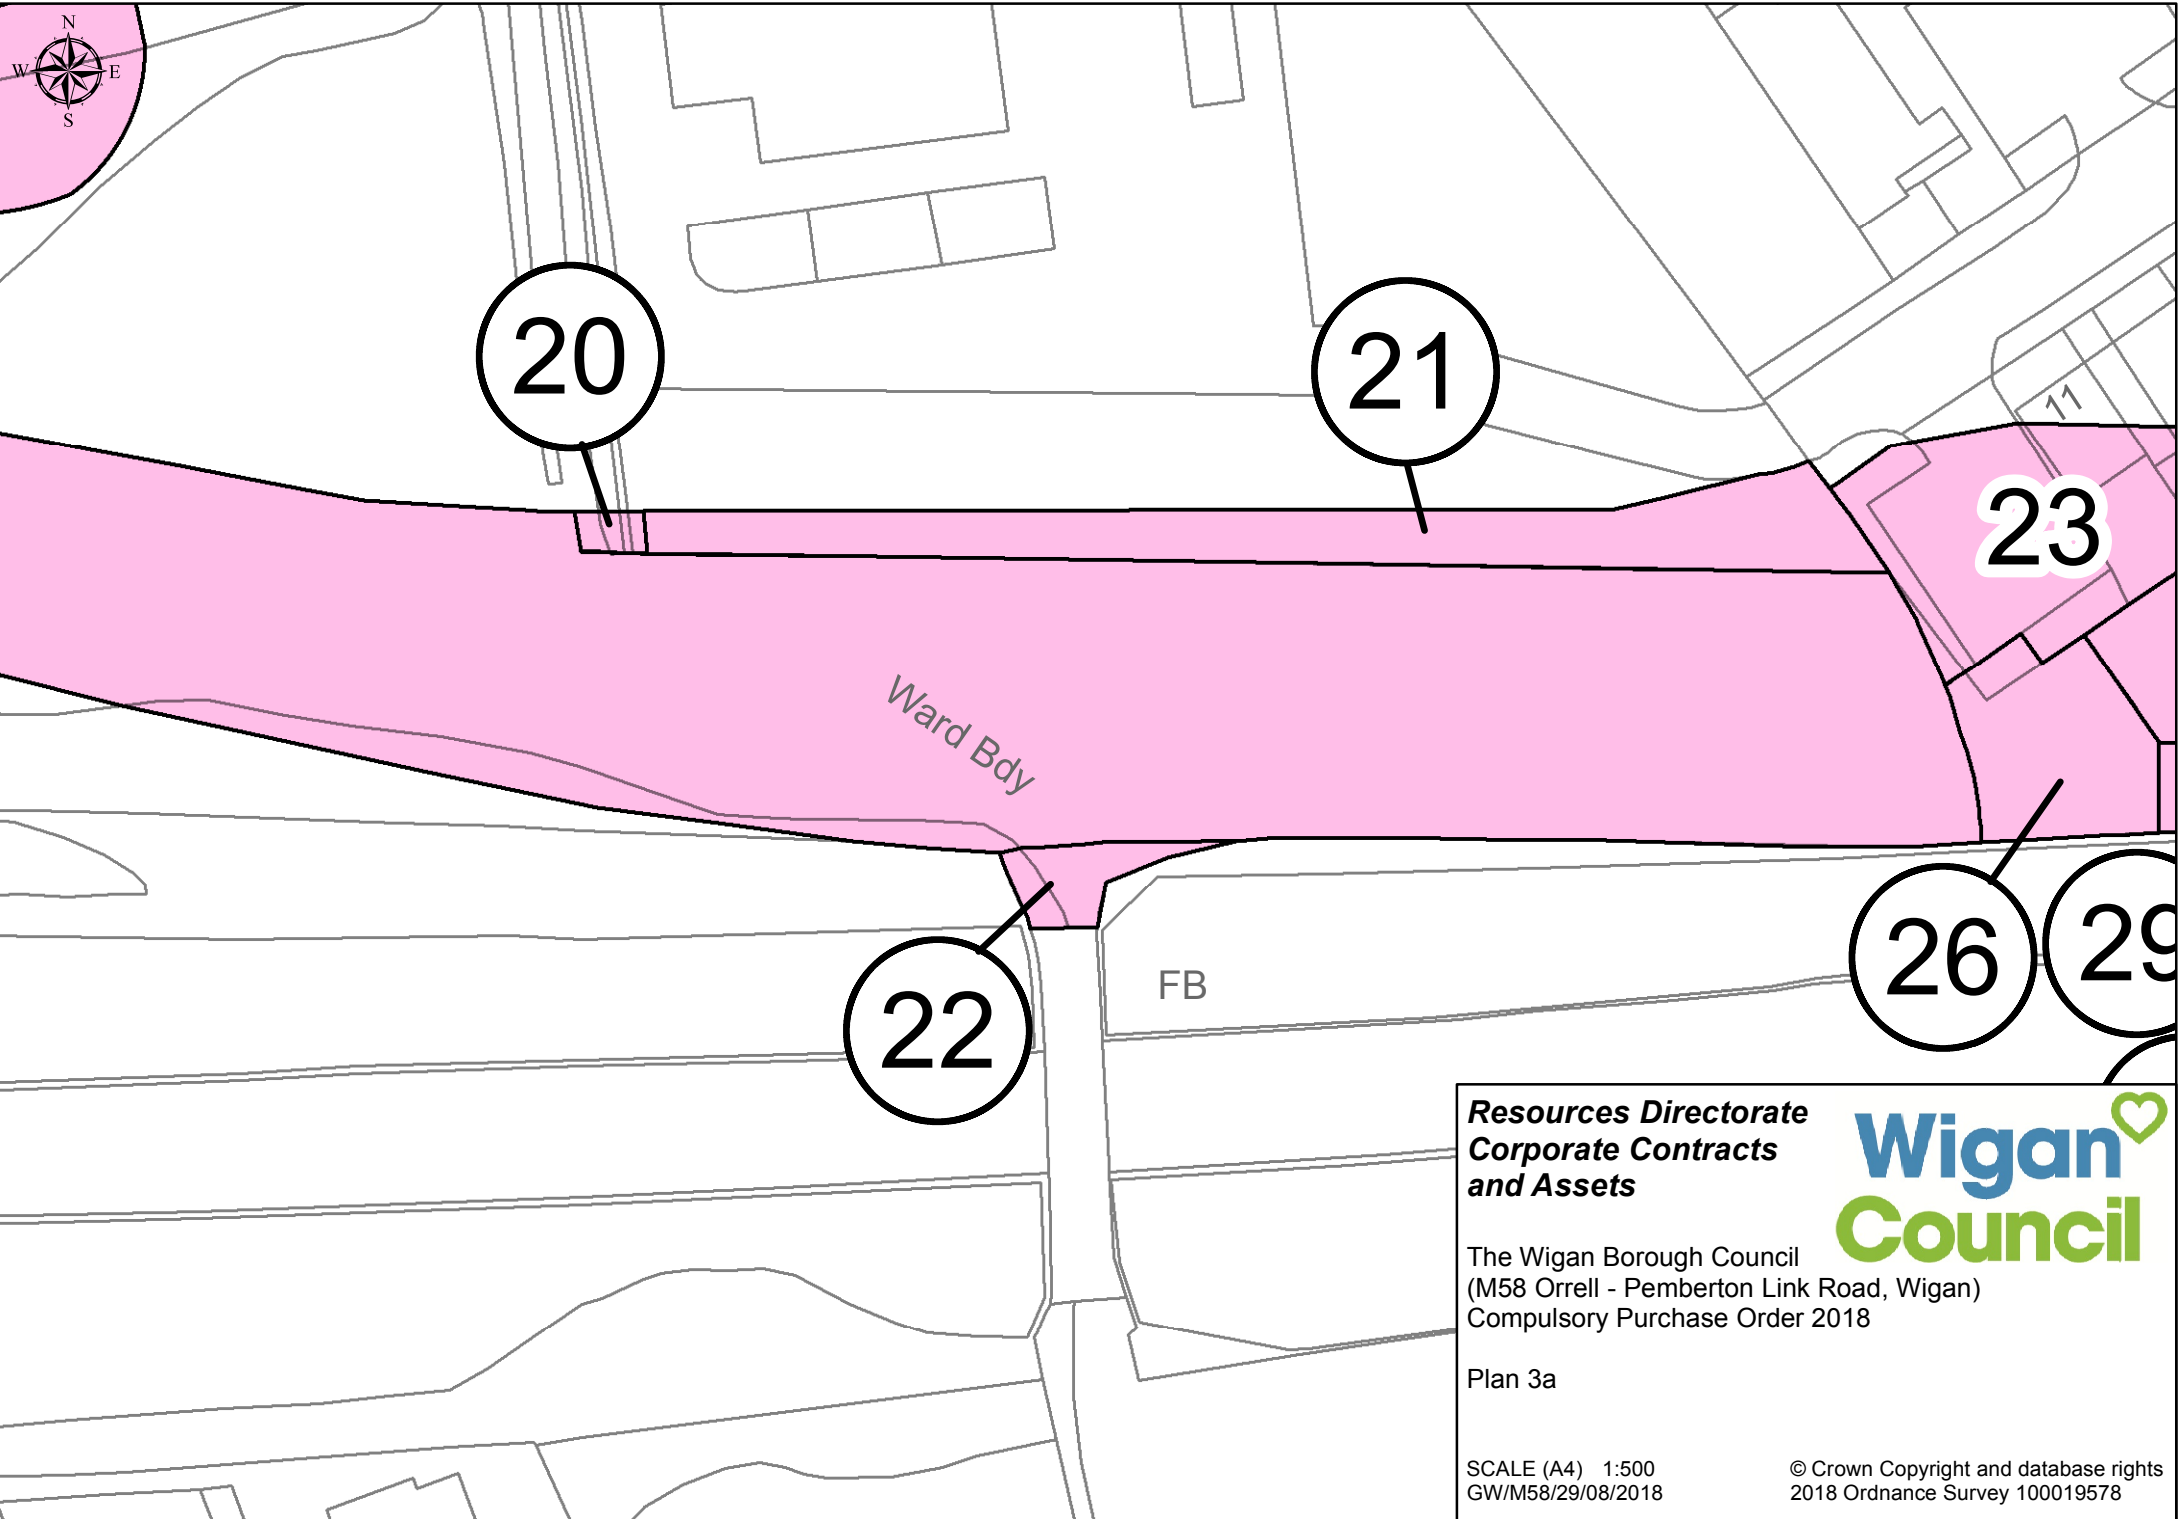 N
W E
S
20
21
11
23
Ward Bdy
22
FB
26
29
Resources Directorate
Corporate Contracts
and Assets
Wigan
Council
The Wigan Borough Council
(M58 Orrell - Pemberton Link Road, Wigan)
Compulsory Purchase Order 2018
Plan 3a
SCALE (A4) 1:500
GW/M58/29/08/2018
© Crown Copyright and database rights
2018 Ordnance Survey 100019578